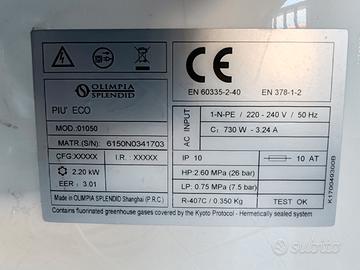 OLIMPIA
SPLENDID
PIU' ECO
MOD.:01050
MATR.(S/N): 6150N0341703
CFG:XXXXX I.R.: XXXXX
2.20 kW
EER : 3.01
Made in OLIMPIA SPLENDID Shanghai (P.R.C.)
CE
EN 60335-2-40 EN 378-1-2
AC INPUT
1-N-PE / 220 - 240 V / 50 Hz
C: 730 W - 3.24 A
IP 10 10 AT
HP:2.60 MPa (26 bar)
LP: 0.75 MPa (7.5 bar)
R-407C / 0.350 Kg TEST OK
Contains fluorinated greenhouse gases covered by the Kyoto Protocol - Hermetically sealed system
K17004930OB
subito